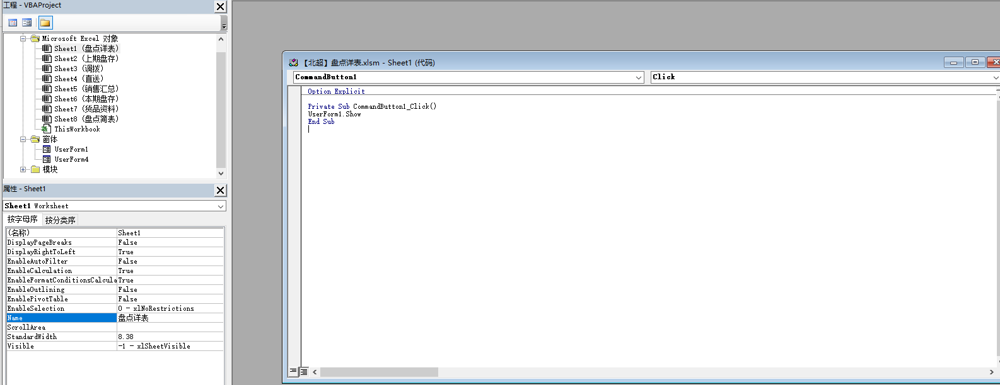 工程 - VBAProject
Microsoft Excel 对象
Sheet1 (盘点详表)
Sheet2 (上期盘存)
Sheet3 (调拨)
Sheet4 (直送)
Sheet5 (销售汇总)
Sheet6 (本期盘存)
Sheet7 (货品资料)
Sheet8 (盘点简表)
ThisWorkbook
窗体
UserForm1
UserForm4
模块
属性 - Sheet1
Sheet1 Worksheet
按字母序 按分类序
(名称) Sheet1
DisplayPageBreaks False
DisplayRightToLeft True
EnableAutoFilter False
EnableCalculation True
EnableFormatConditionsCalcula True
EnableOutlining False
EnablePivotTable False
EnableSelection 0 - xlNoRestrictions
Name 盘点详表
ScrollArea
StandardWidth 8.38
Visible -1 - xlSheetVisible
【北超】盘点详表.xlsm - Sheet1 (代码)
CommandButton1 Click
Option Explicit
Private Sub CommandButton1_Click()
UserForm1.Show
End Sub